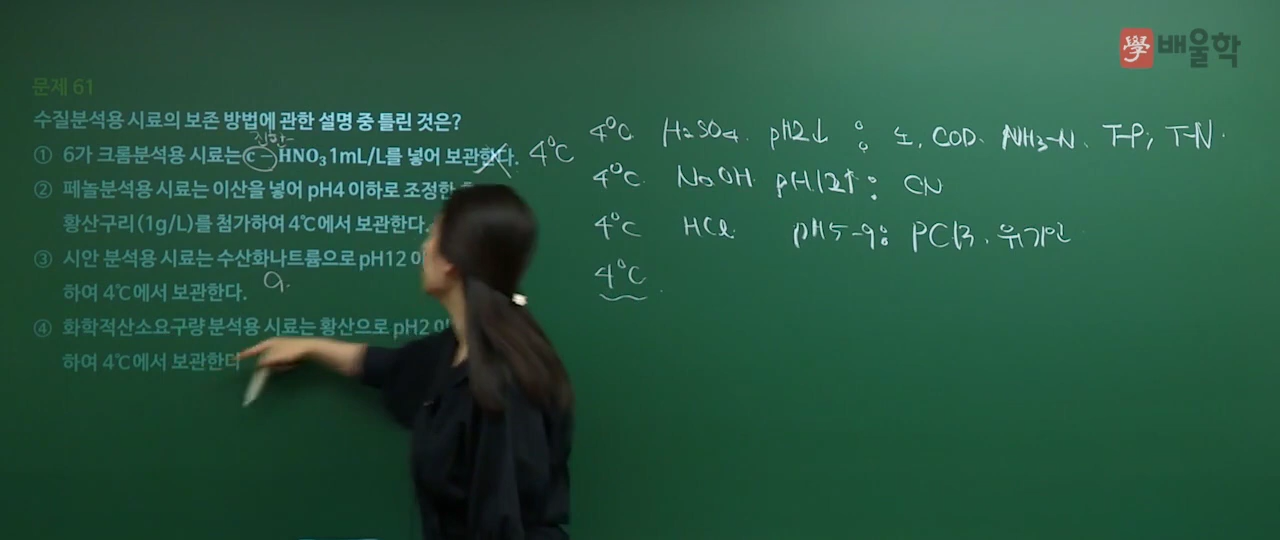 學 배울학
문제 61
수질분석용 시료의 보존 방법에 관한 설명 중 틀린 것은?
진한
① 6가 크롬분석용 시료는 c-HNO₃ 1mL/L를 넣어 보관한다. 4℃
② 페놀분석용 시료는 이산을 넣어 pH4 이하로 조정한
황산구리(1g/L)를 첨가하여 4℃에서 보관한다.
③ 시안 분석용 시료는 수산화나트륨으로 pH12
하여 4℃에서 보관한다.
④ 화학적산소요구량 분석용 시료는 황산으로 pH2
하여 4℃에서 보관한다
4℃ H₂SO₄ pH2↓ : 노, COD, NH₃-N, T-P, T-N.
4℃ NaOH pH12↑ : CN
4℃ HCl pH5-9: PCB, 유기인
4℃